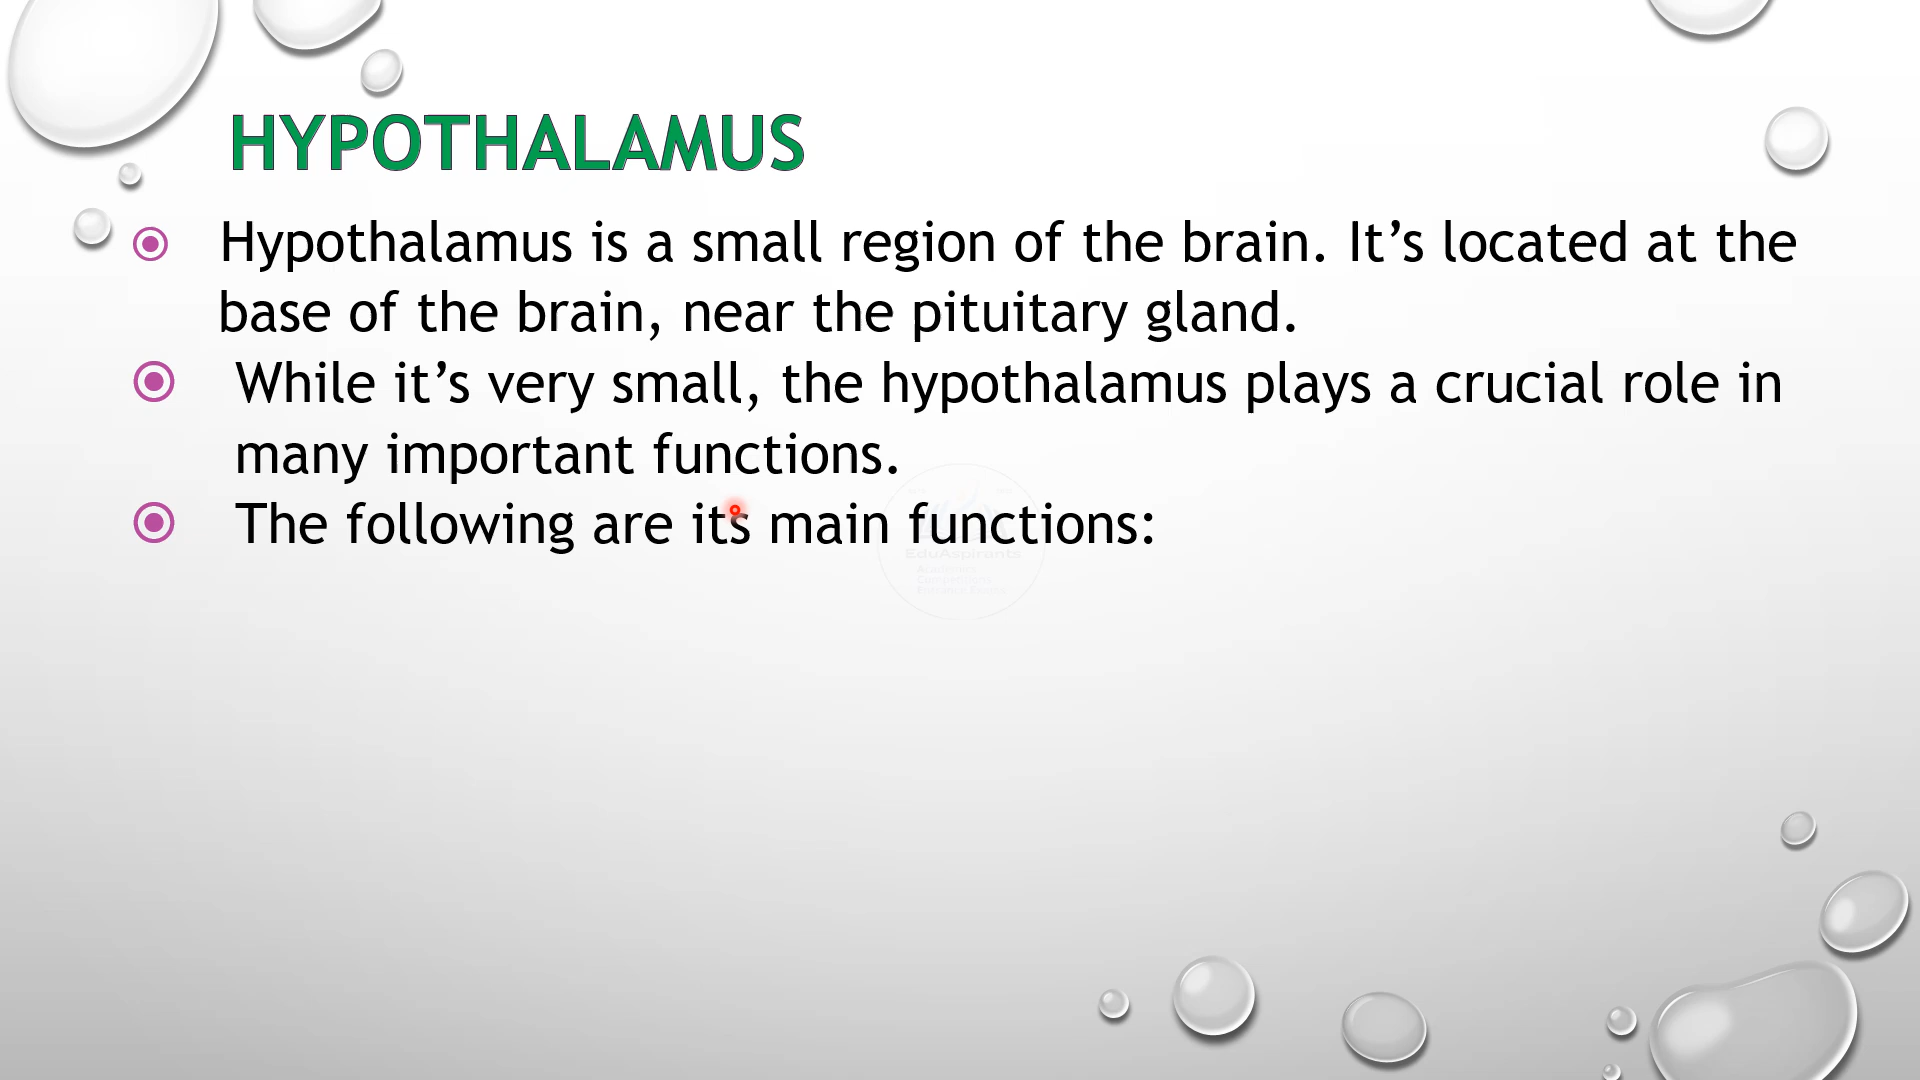 HYPOTHALAMUS
Hypothalamus is a small region of the brain. It’s located at the
base of the brain, near the pituitary gland.
While it’s very small, the hypothalamus plays a crucial role in
many important functions.
The following are its main functions:
EduAspirants